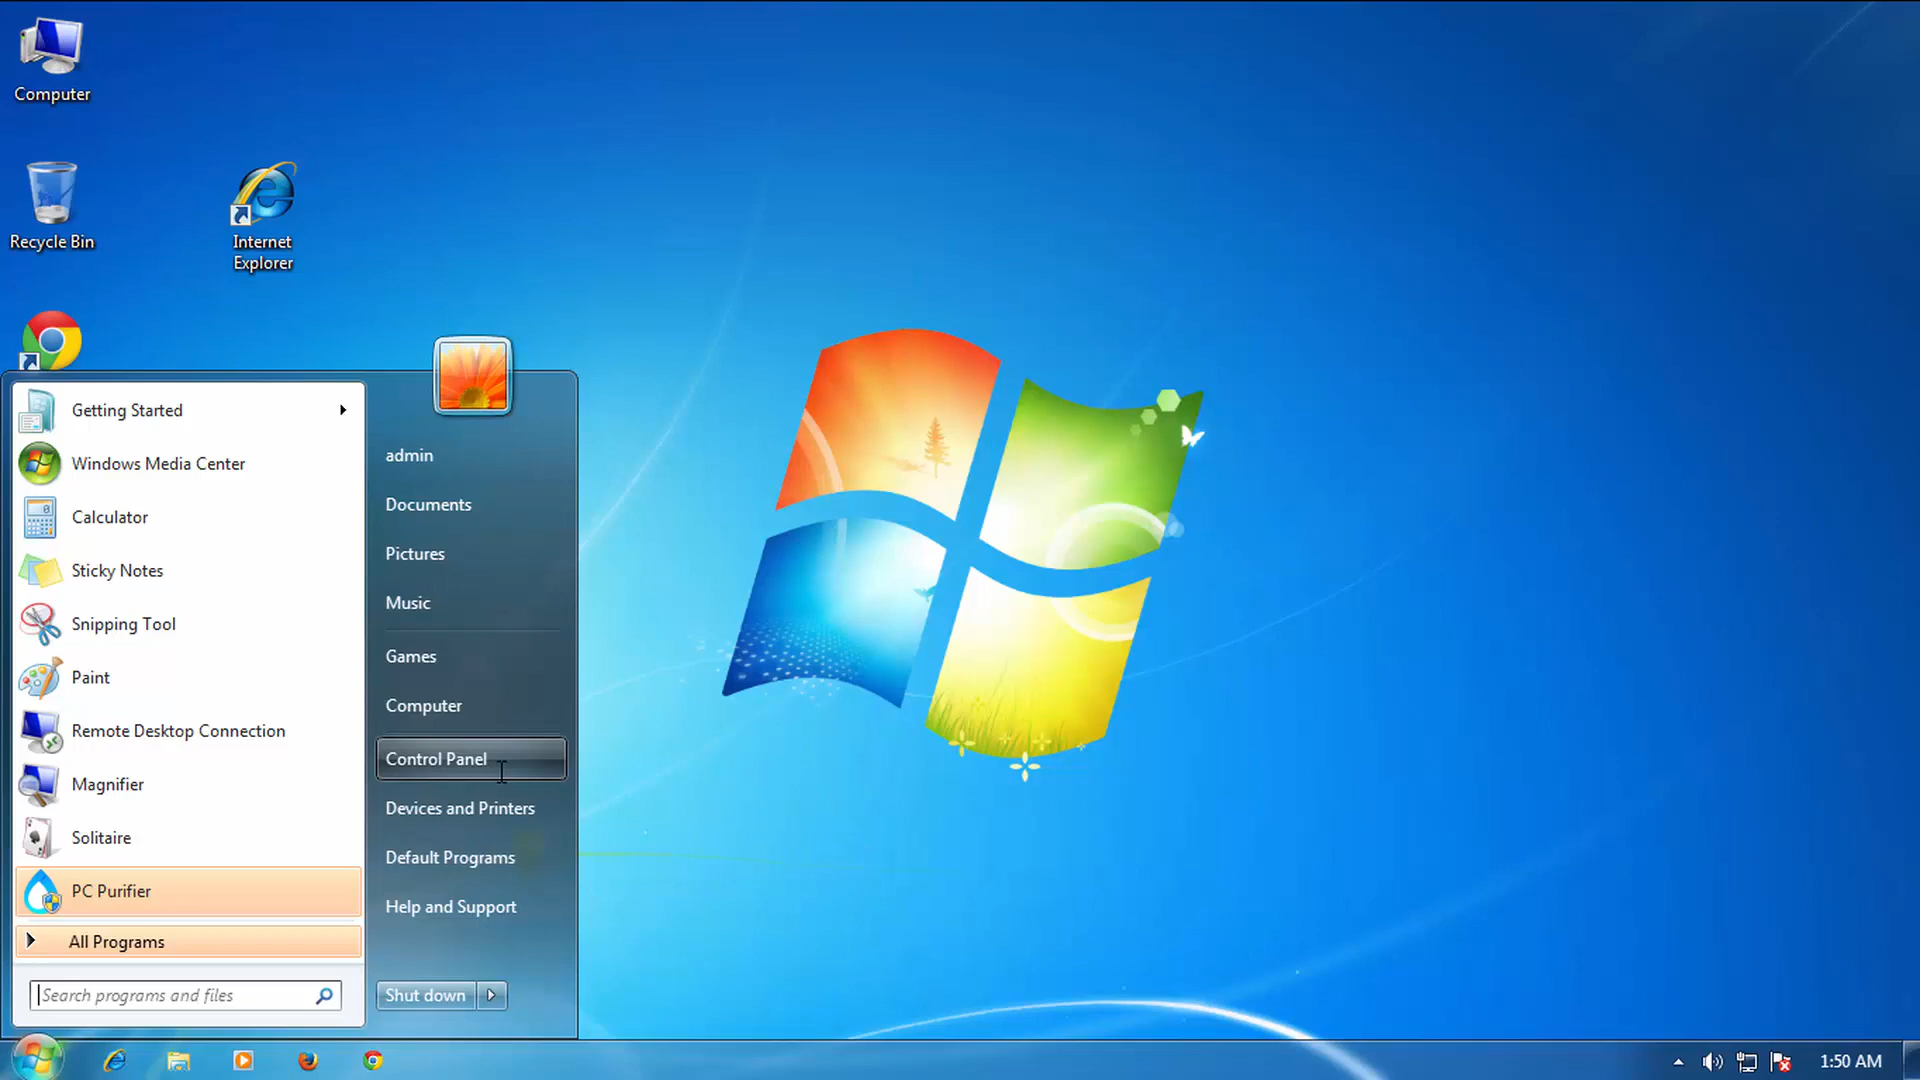 Computer
Recycle Bin
Internet
Explorer
Getting Started
Windows Media Center
Calculator
Sticky Notes
Snipping Tool
Paint
Remote Desktop Connection
Magnifier
Solitaire
PC Purifier
All Programs
Search programs and files
admin
Documents
Pictures
Music
Games
Computer
Control Panel
Devices and Printers
Default Programs
Help and Support
Shut down
1:50 AM